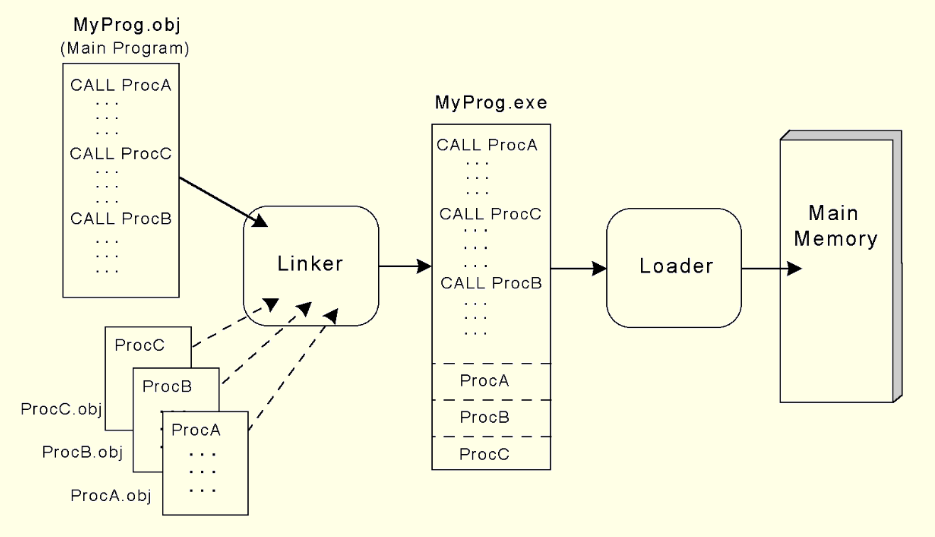 MyProg.obj
(Main Program)
CALL ProcA
. . .
. . .
CALL ProcC
. . .
. . .
. . .
CALL ProcB
. . .
. . .
. . .
ProcC
ProcB
ProcA
. . .
. . .
. . .
ProcC.obj
ProcB.obj
ProcA.obj
Linker
MyProg.exe
CALL ProcA
. . .
. . .
. . .
CALL ProcC
. . .
. . .
. . .
CALL ProcB
. . .
. . .
. . .
ProcA
ProcB
ProcC
Loader
Main
Memory